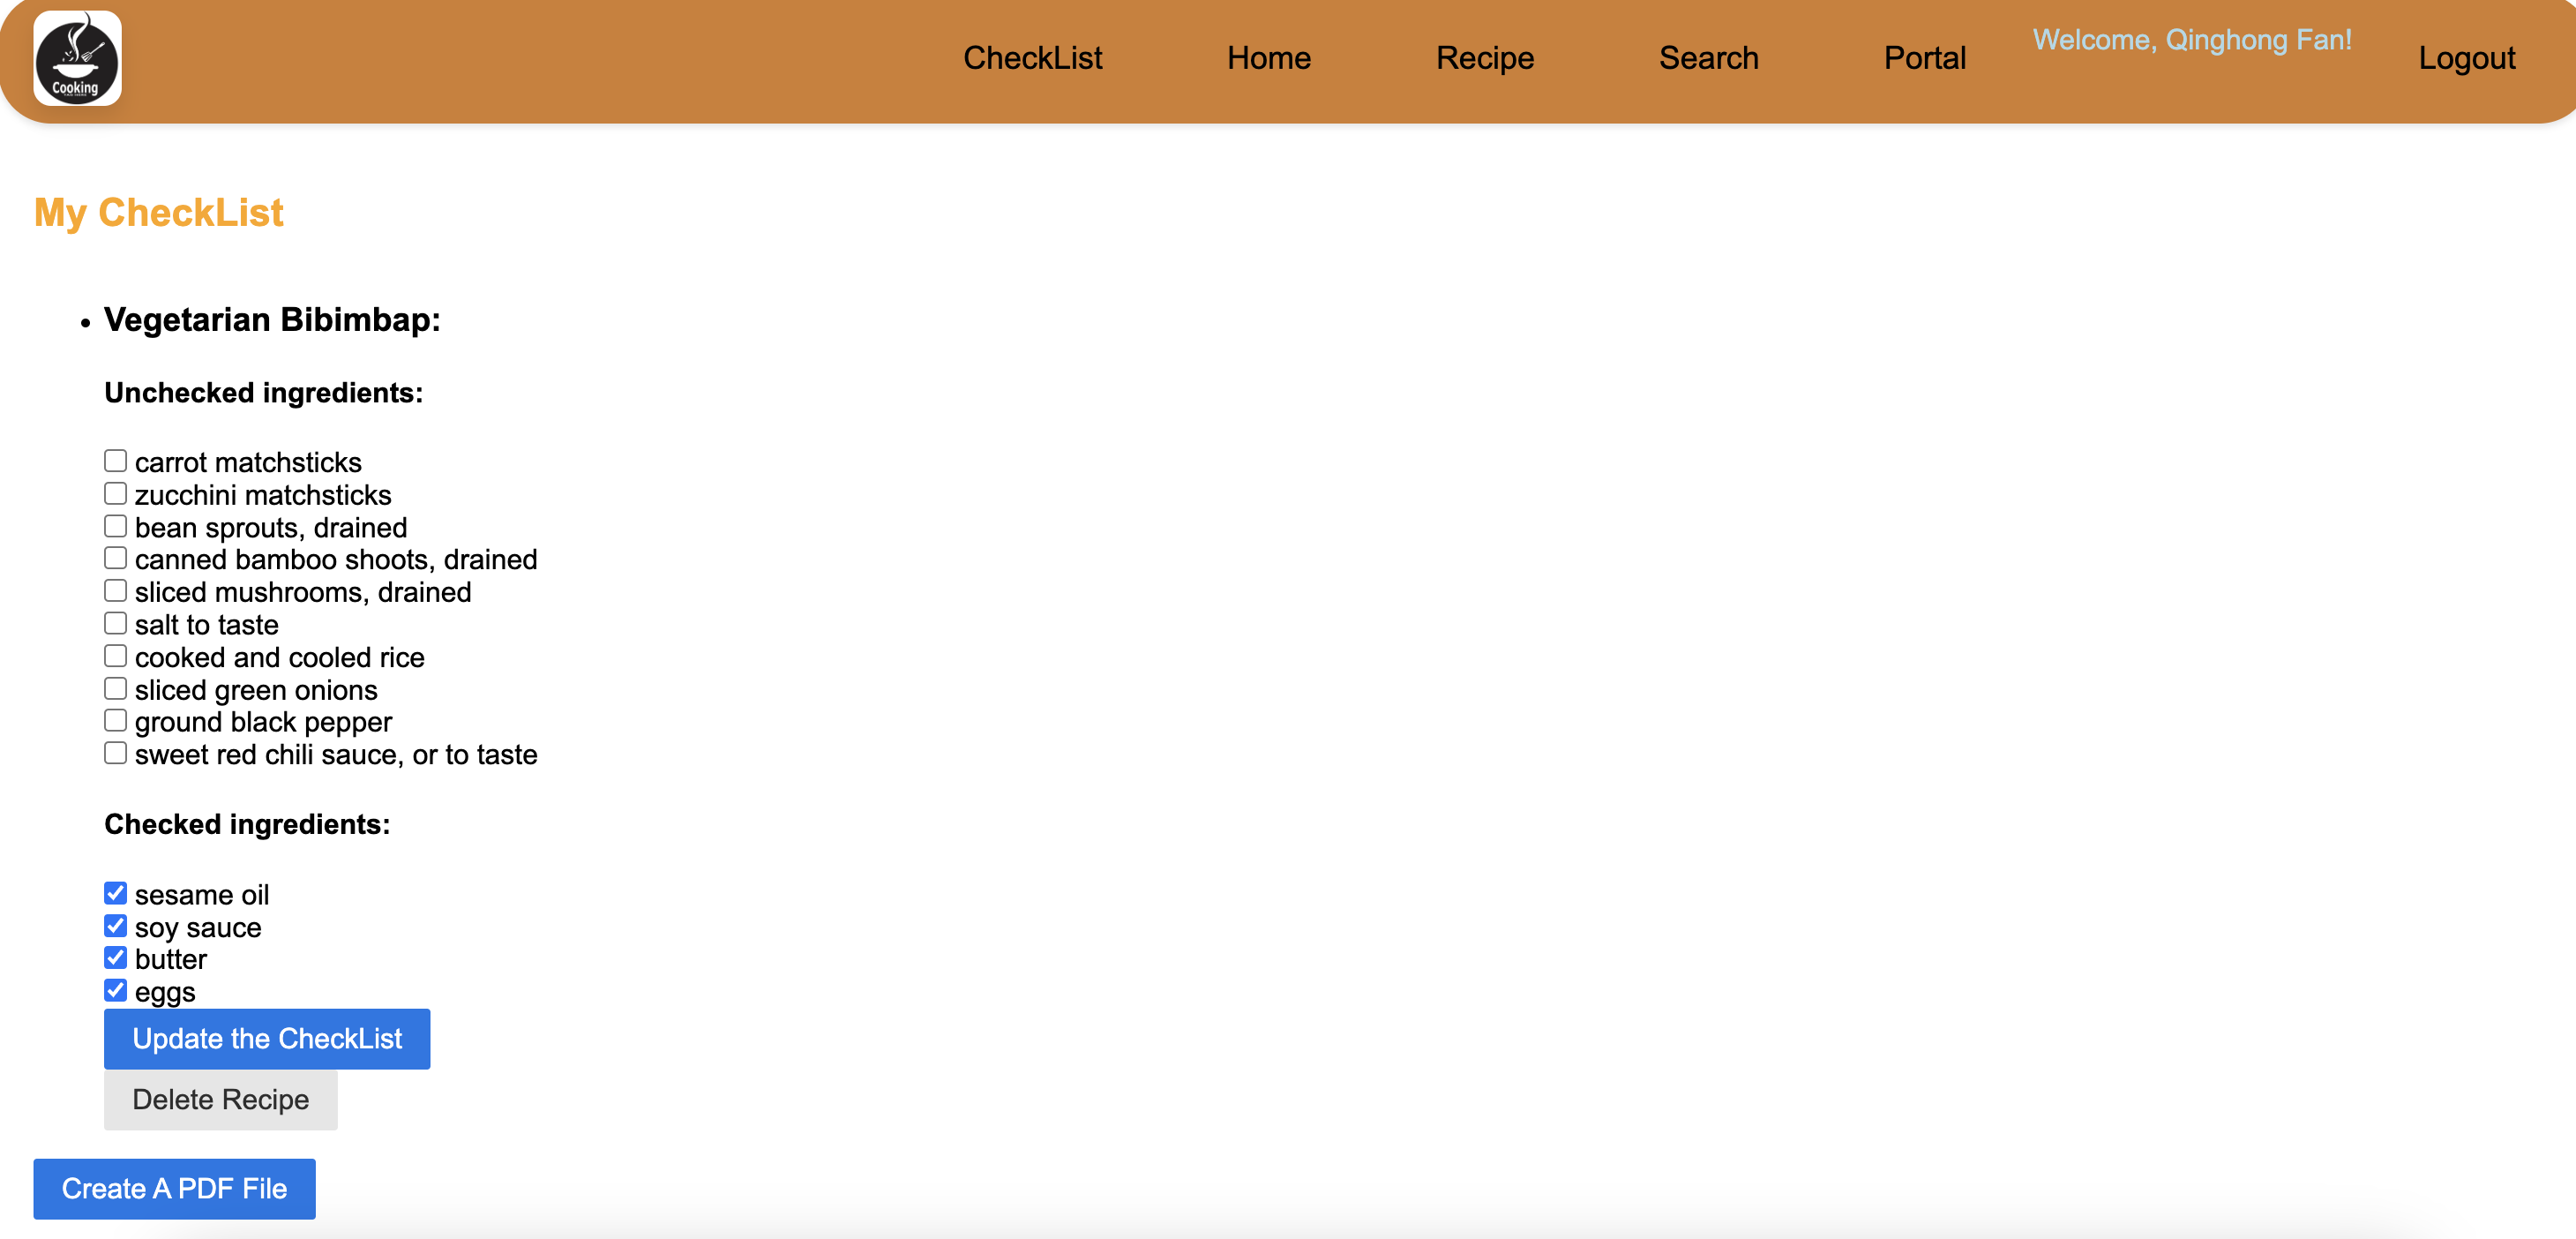 Cooking
CheckList Home Recipe Search Portal Welcome, Qinghong Fan! Logout
My CheckList
Vegetarian Bibimbap:
Unchecked ingredients:
carrot matchsticks
zucchini matchsticks
bean sprouts, drained
canned bamboo shoots, drained
sliced mushrooms, drained
salt to taste
cooked and cooled rice
sliced green onions
ground black pepper
sweet red chili sauce, or to taste
Checked ingredients:
sesame oil
soy sauce
butter
eggs
Update the CheckList
Delete Recipe
Create A PDF File